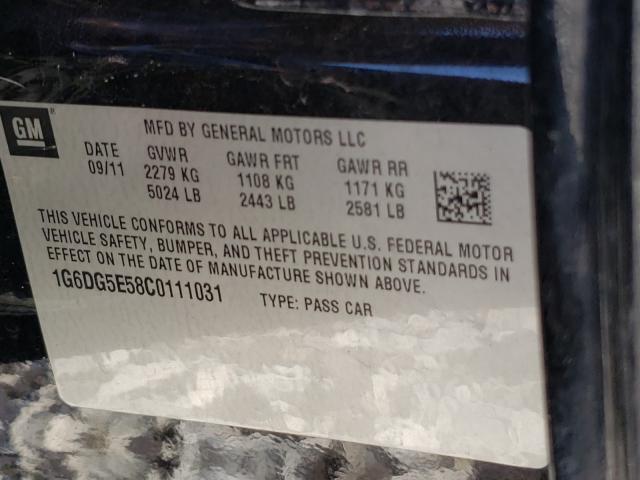 GM
MFD BY GENERAL MOTORS LLC
DATE GVWR GAWR FRT GAWR RR
09/11 2279 KG 1108 KG 1171 KG
5024 LB 2443 LB 2581 LB
THIS VEHICLE CONFORMS TO ALL APPLICABLE U.S. FEDERAL MOTOR
VEHICLE SAFETY, BUMPER, AND THEFT PREVENTION STANDARDS IN
EFFECT ON THE DATE OF MANUFACTURE SHOWN ABOVE.
1G6DG5E58C0111031 TYPE: PASS CAR